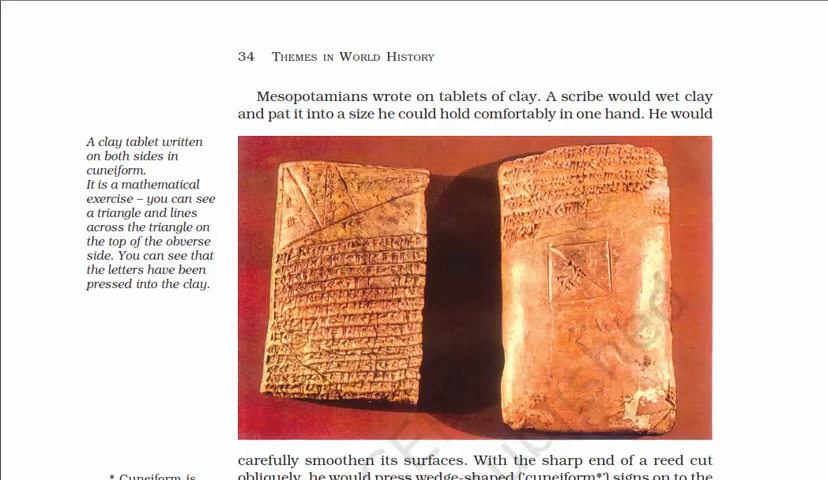 34 THEMES IN WORLD HISTORY
Mesopotamians wrote on tablets of clay. A scribe would wet clay
and pat it into a size he could hold comfortably in one hand. He would
A clay tablet written
on both sides in
cuneiform.
It is a mathematical
exercise – you can see
a triangle and lines
across the triangle on
the top of the obverse
side. You can see that
the letters have been
pressed into the clay.
carefully smoothen its surfaces. With the sharp end of a reed cut
* Cuneiform is
obliquely, he would press wedge-shaped (‘cuneiform*’) signs on to the